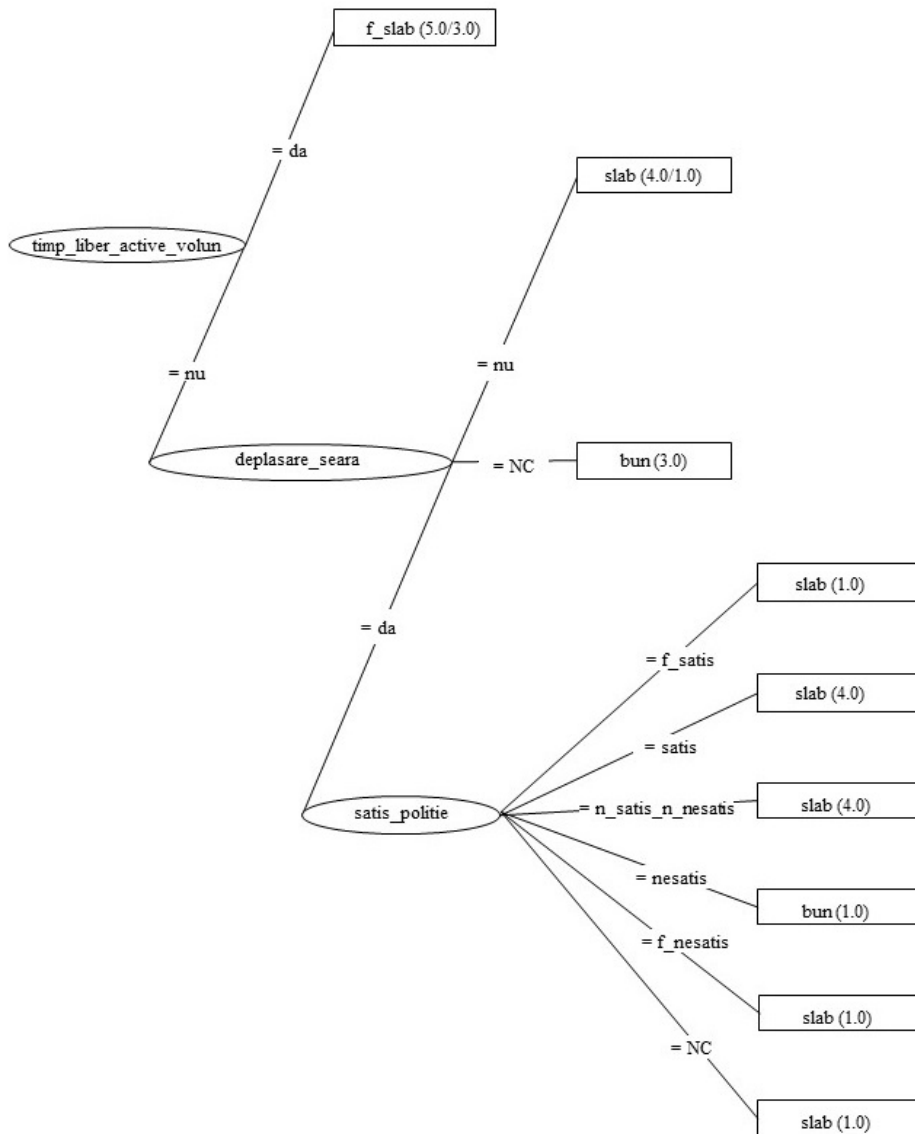 f_slab (5.0/3.0)
= da
slab (4.0/1.0)
timp_liber_active_volun
= nu
= nu
deplasare_seara
= NC
bun (3.0)
slab (1.0)
= da
= f_satis
slab (4.0)
= satis
satis_politie
= n_satis_n_nesatis
slab (4.0)
= nesatis
bun (1.0)
= f_nesatis
slab (1.0)
= NC
slab (1.0)